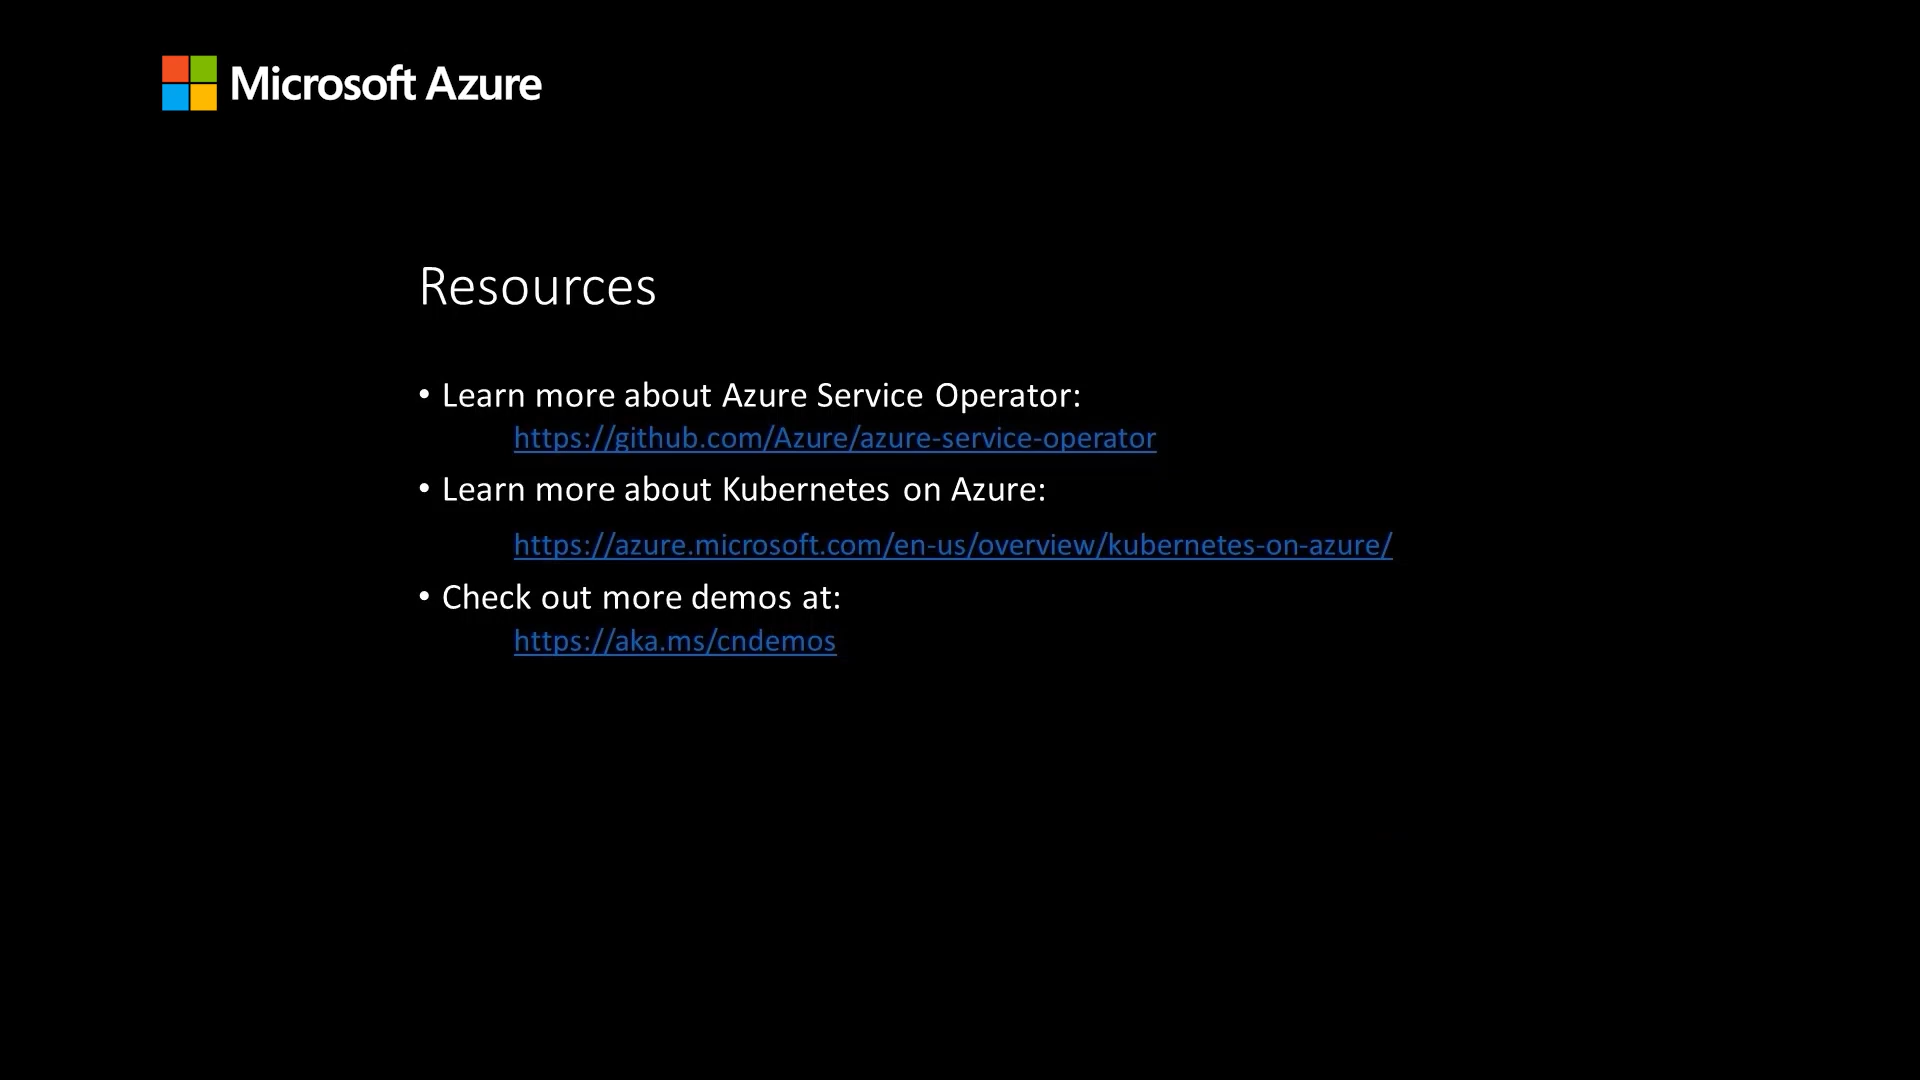 Microsoft Azure
Resources
• Learn more about Azure Service Operator:
https://github.com/Azure/azure-service-operator
• Learn more about Kubernetes on Azure:
https://azure.microsoft.com/en-us/overview/kubernetes-on-azure/
• Check out more demos at:
https://aka.ms/cndemos